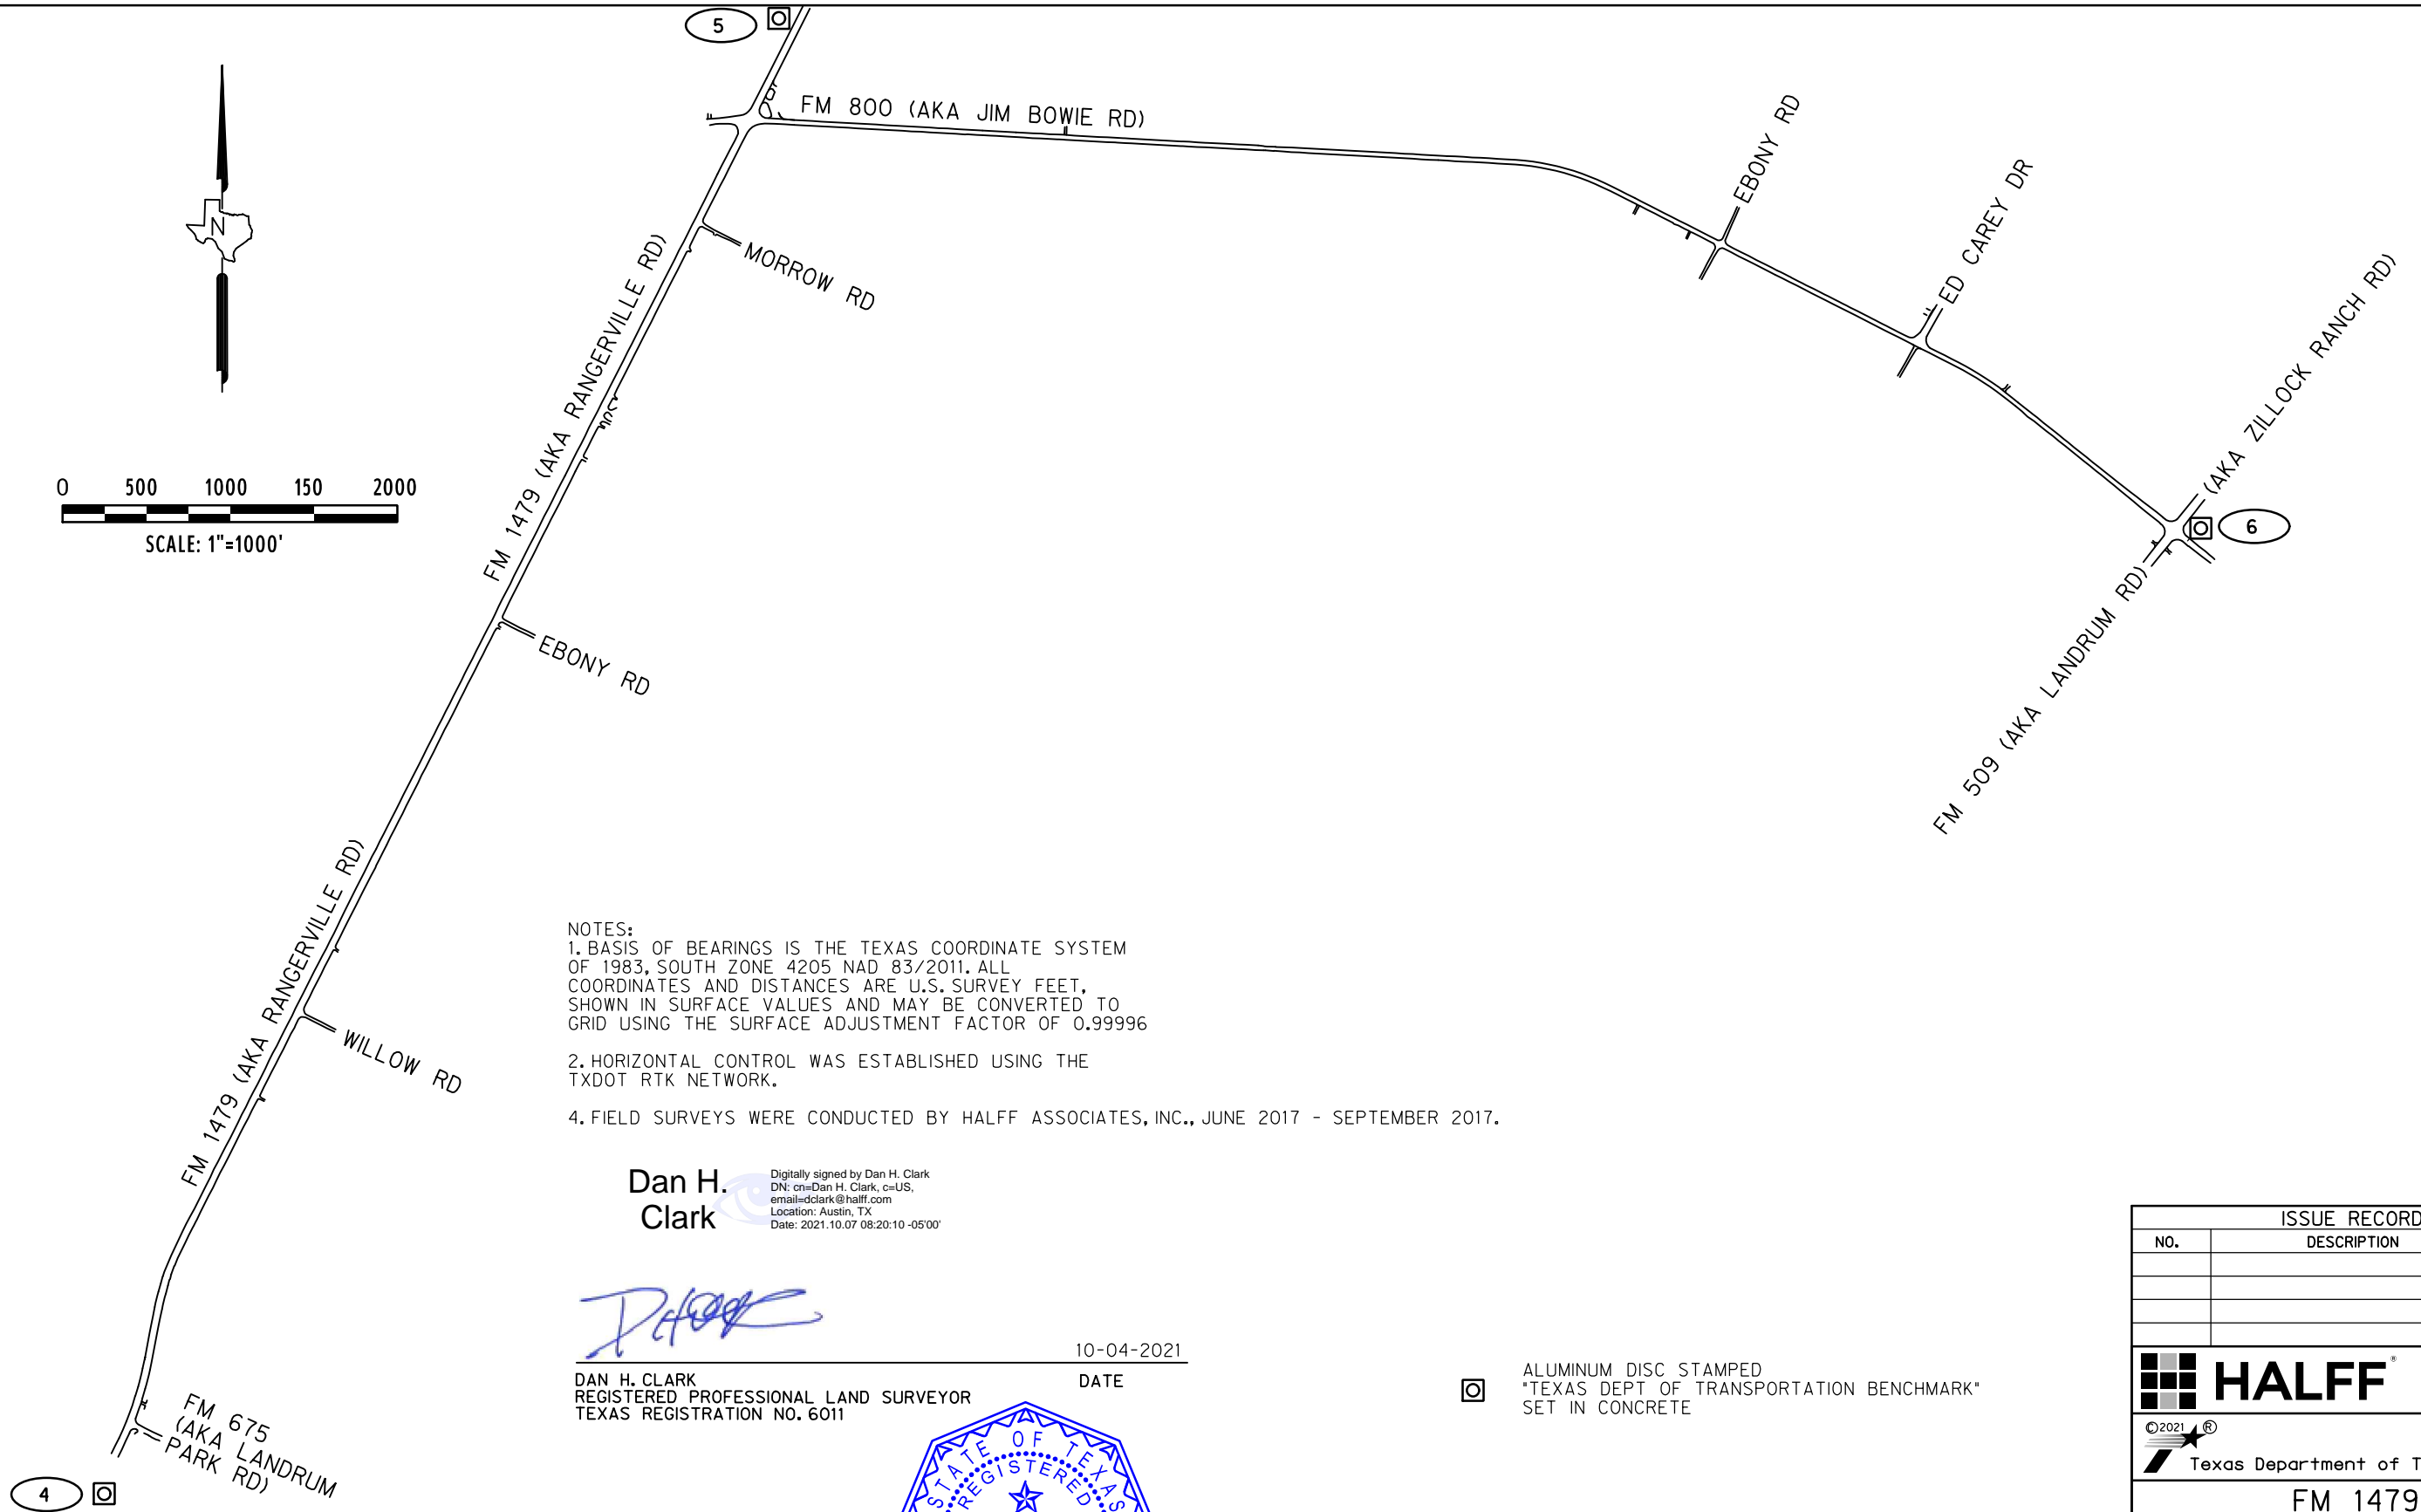 5
FM 800 (AKA JIM BOWIE RD)
EBONY RD
ED CAREY DR
(AKA ZILLOCK RANCH RD)
N
MORROW RD
FM 1479 (AKA RANGERVILLE RD)
0 500 1000 150 2000
SCALE: 1"=1000'
6
FM 509 (AKA LANDRUM RD)
EBONY RD
FM 1479 (AKA RANGERVILLE RD)
WILLOW RD
NOTES:
1. BASIS OF BEARINGS IS THE TEXAS COORDINATE SYSTEM
OF 1983, SOUTH ZONE 4205 NAD 83/2011. ALL
COORDINATES AND DISTANCES ARE U.S. SURVEY FEET,
SHOWN IN SURFACE VALUES AND MAY BE CONVERTED TO
GRID USING THE SURFACE ADJUSTMENT FACTOR OF 0.99996
2. HORIZONTAL CONTROL WAS ESTABLISHED USING THE
TXDOT RTK NETWORK.
4. FIELD SURVEYS WERE CONDUCTED BY HALFF ASSOCIATES, INC., JUNE 2017 - SEPTEMBER 2017.
Dan H.
Clark
Digitally signed by Dan H. Clark
DN: cn=Dan H. Clark, c=US,
email=dclark@halff.com
Location: Austin, TX
Date: 2021.10.07 08:20:10 -05'00'
10-04-2021
DAN H. CLARK DATE
REGISTERED PROFESSIONAL LAND SURVEYOR
TEXAS REGISTRATION NO. 6011
STATE OF TEXAS
REGISTERED
ALUMINUM DISC STAMPED
"TEXAS DEPT OF TRANSPORTATION BENCHMARK"
SET IN CONCRETE
FM 675
(AKA LANDRUM
PARK RD)
4
ISSUE RECORD
NO. DESCRIPTION
HALFF®
©2021 ®
Texas Department of T
FM 1479